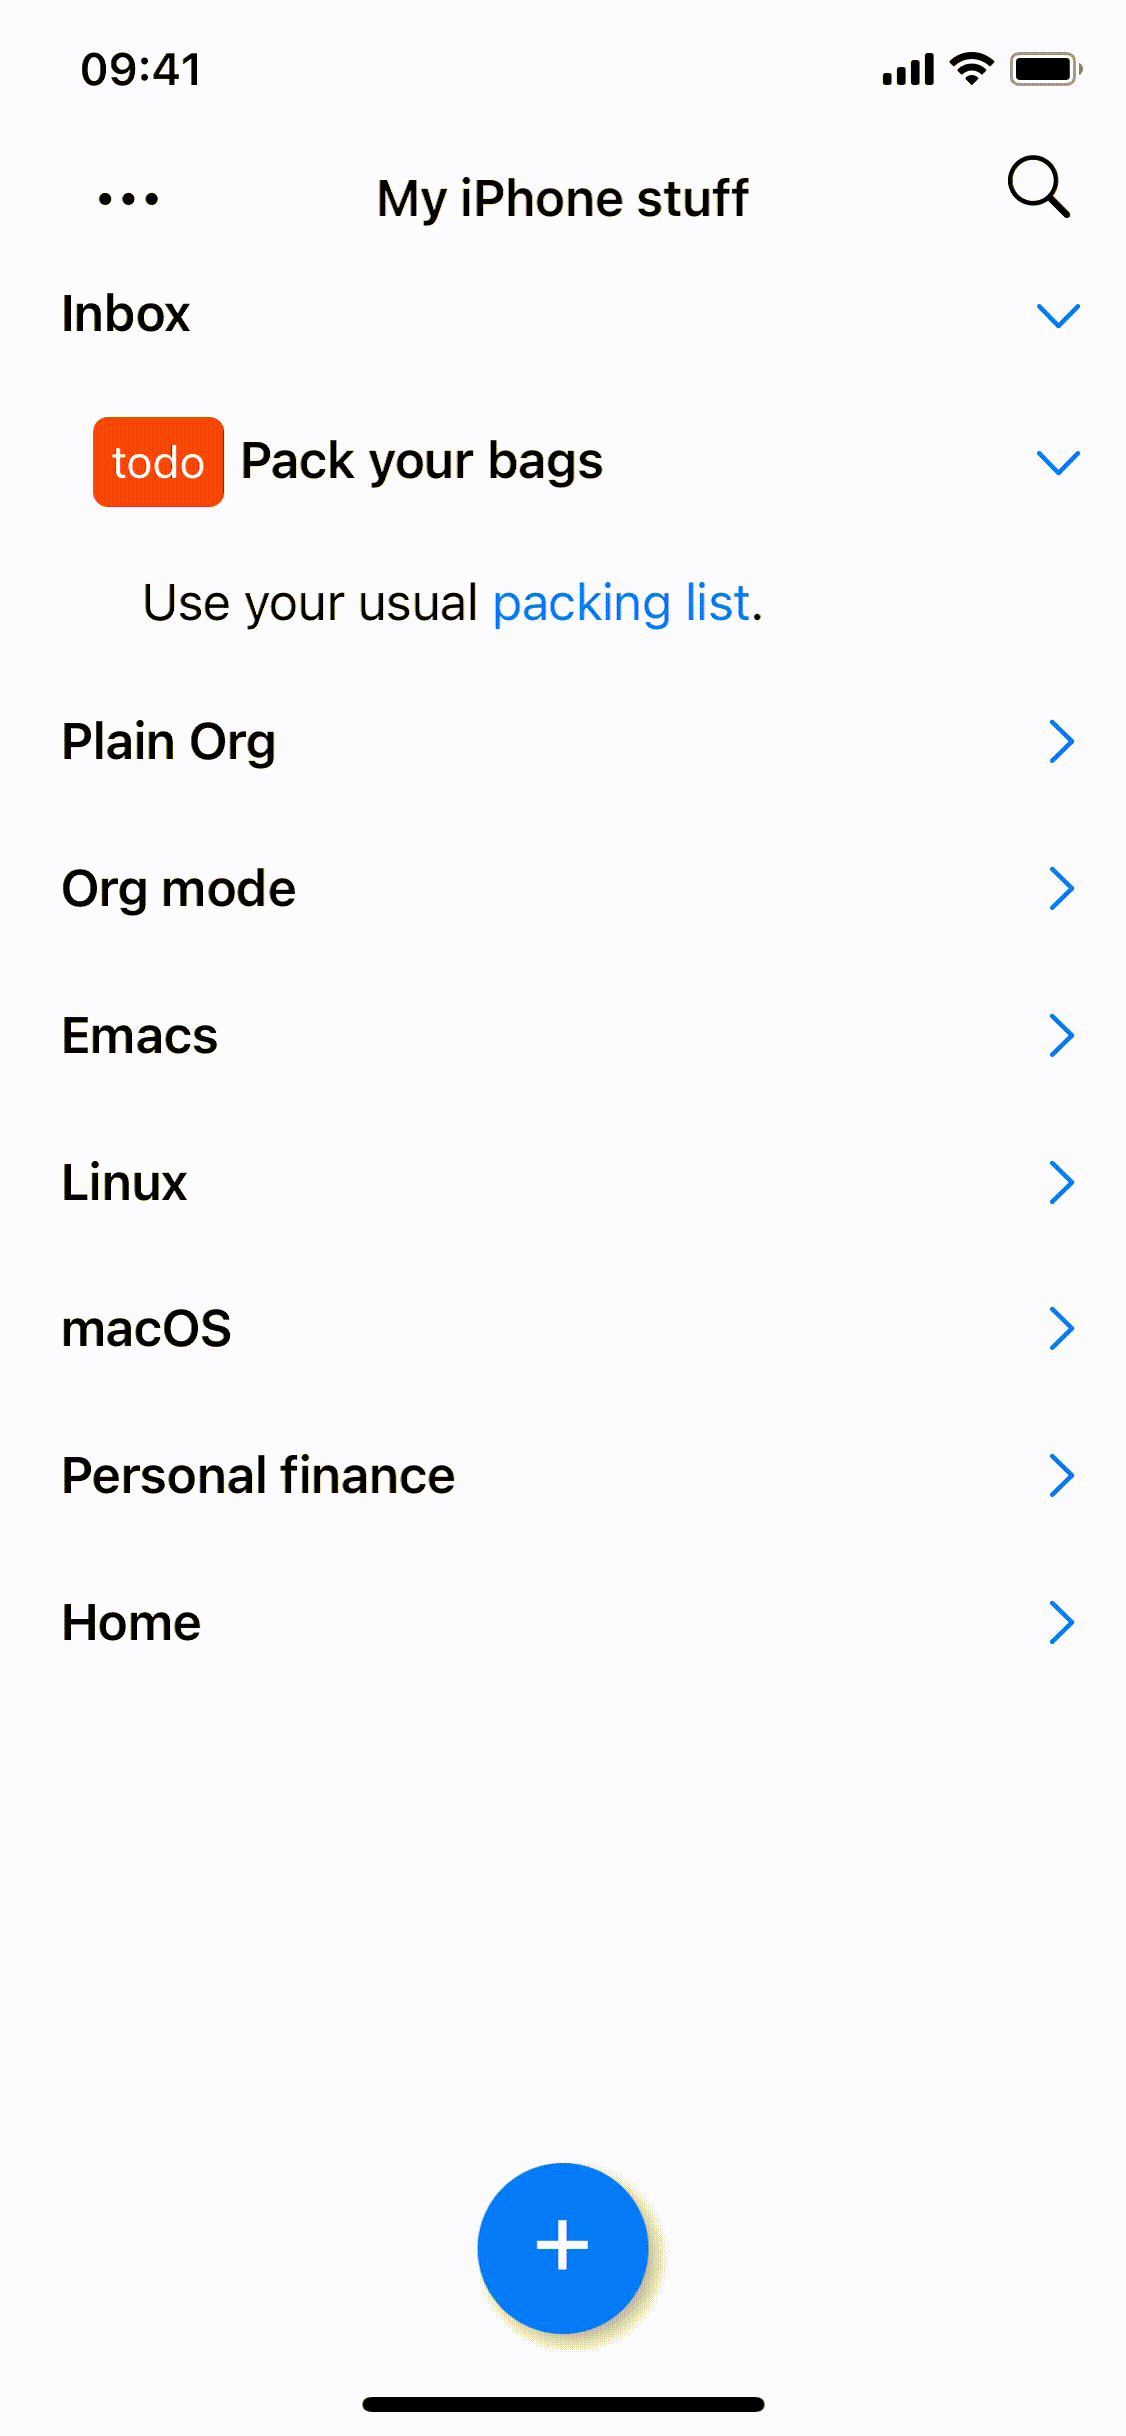 09:41
My iPhone stuff
Inbox
todo Pack your bags
Use your usual packing list.
Plain Org
Org mode
Emacs
Linux
macOS
Personal finance
Home